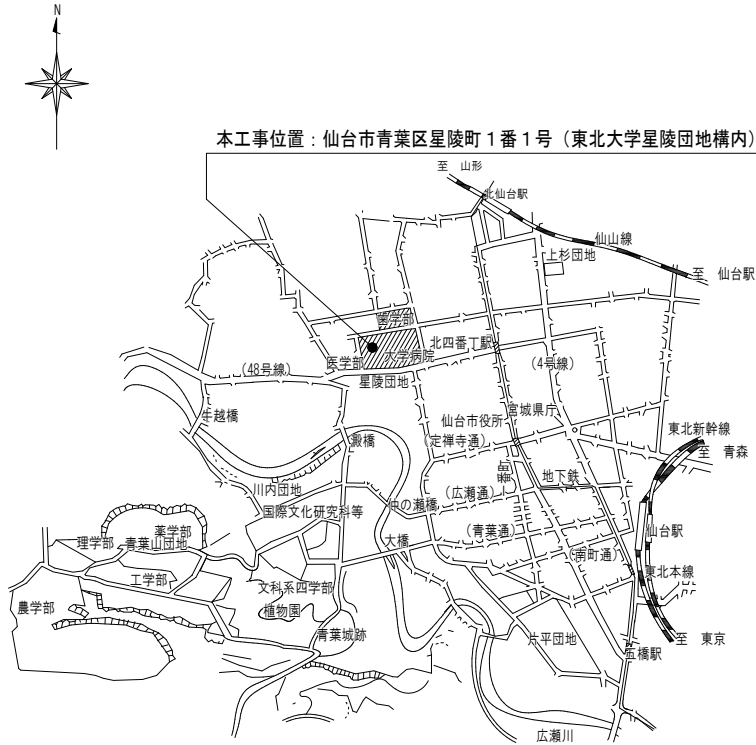 N
本工事位置：仙台市青葉区星陵町１番１号（東北大学星陵団地構内）
至　山形
北仙台駅
仙山線
上杉団地
至　仙台駅
歯学部
北四番丁駅
医学部
大学病院
(48号線)
(4号線)
星陵団地
牛越橋
宮城県庁
仙台市役所
東北新幹線
澱橋
(定禅寺通)
至　青森
地下鉄
川内団地
(広瀬通)
仲の瀬橋
国際文化研究科等
薬学部
(青葉通)
仙台駅
理学部
青葉山団地
大橋
(南町通)
工学部
東北本線
文科系四学部
農学部
植物園
青葉城跡
片平団地
至　東京
五橋駅
広瀬川